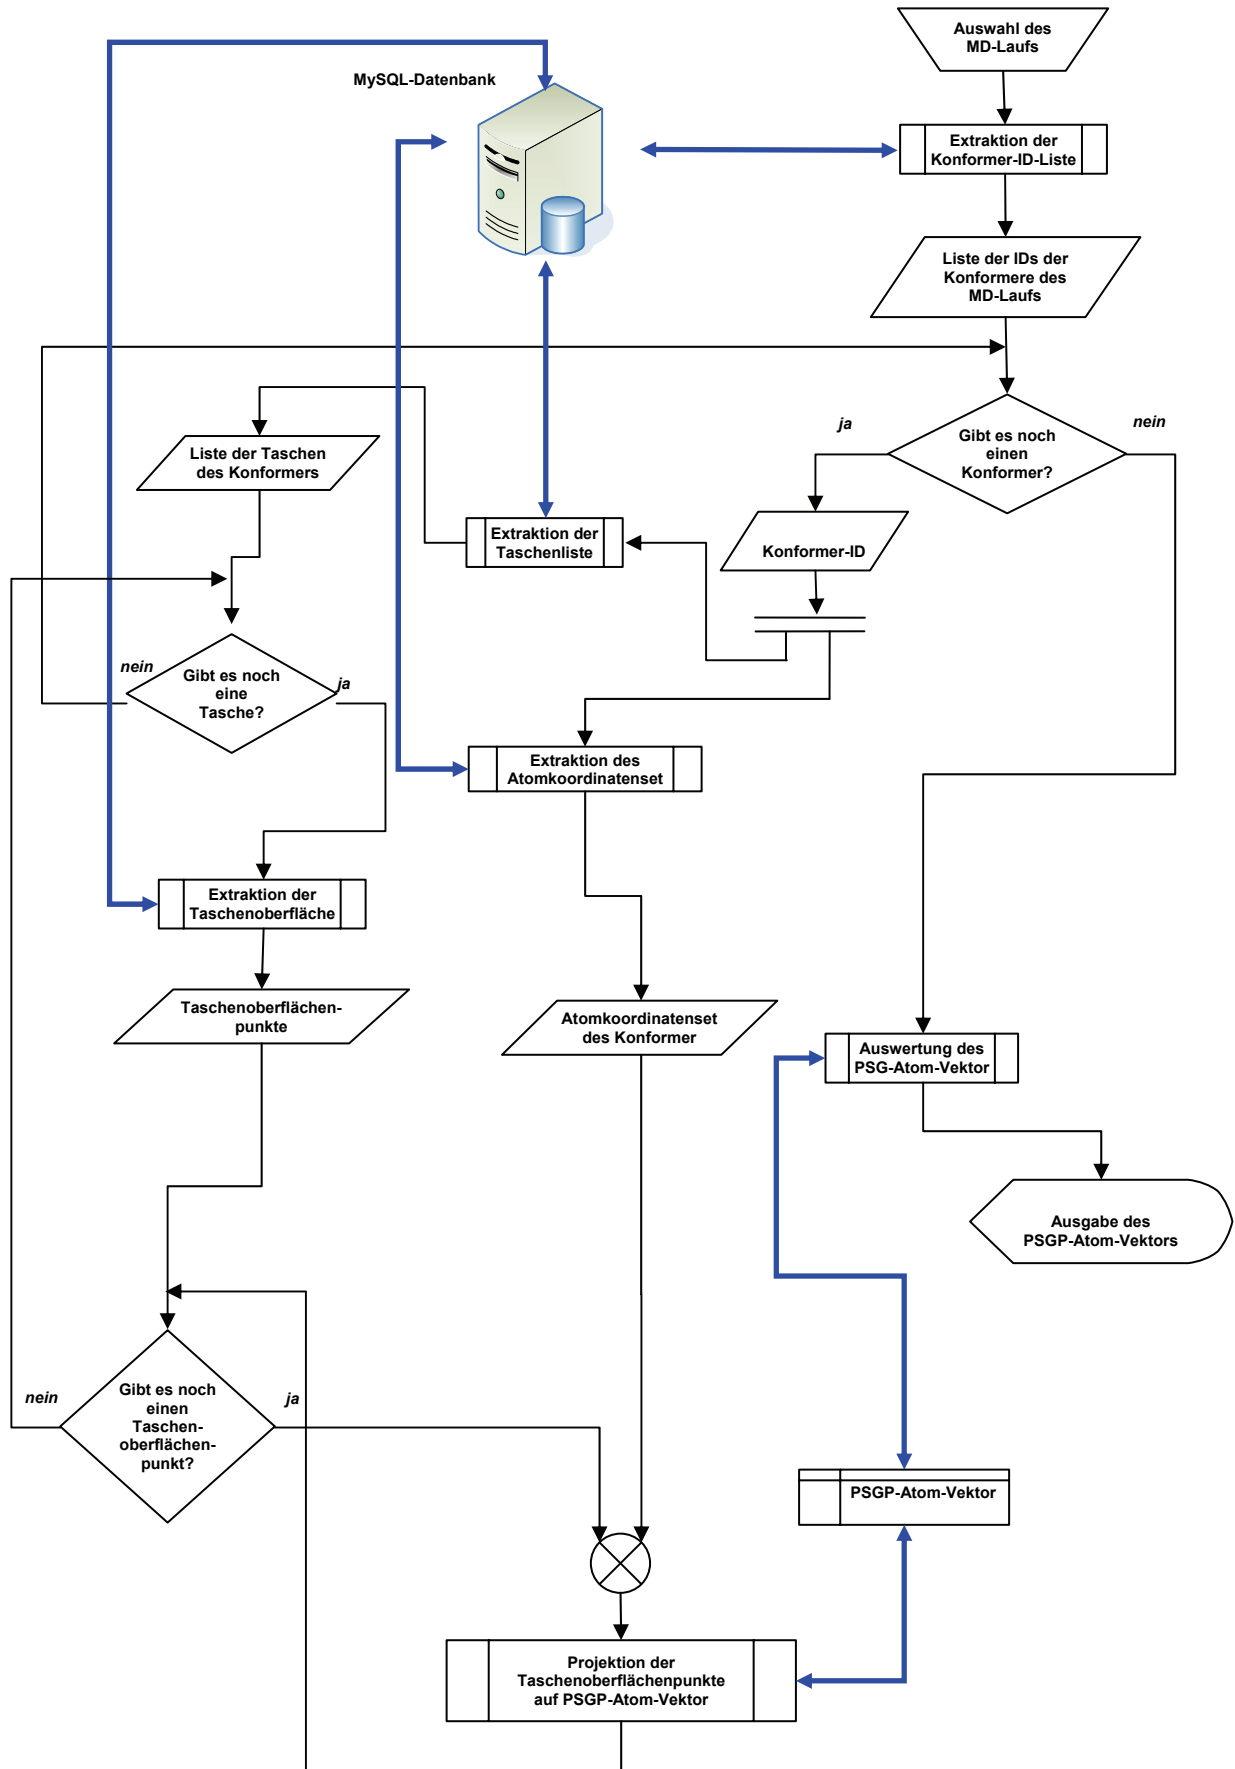 Auswahl des
MD-Laufs
MySQL-Datenbank
Extraktion der
Konformer-ID-Liste
Liste der IDs der
Konformere des
MD-Laufs
ja
nein
Gibt es noch
einen
Konformer?
Liste der Taschen
des Konformers
Extraktion der
Taschenliste
Konformer-ID
nein
Gibt es noch
eine
Tasche?
ja
Extraktion des
Atomkoordinatenset
Extraktion der
Taschenoberfläche
Taschenoberflächen-
punkte
Atomkoordinatenset
des Konformer
Auswertung des
PSG-Atom-Vektor
Ausgabe des
PSGP-Atom-Vektors
nein
Gibt es noch
einen
Taschen-
oberflächen-
punkt?
ja
PSGP-Atom-Vektor
Projektion der
Taschenoberflächenpunkte
auf PSGP-Atom-Vektor